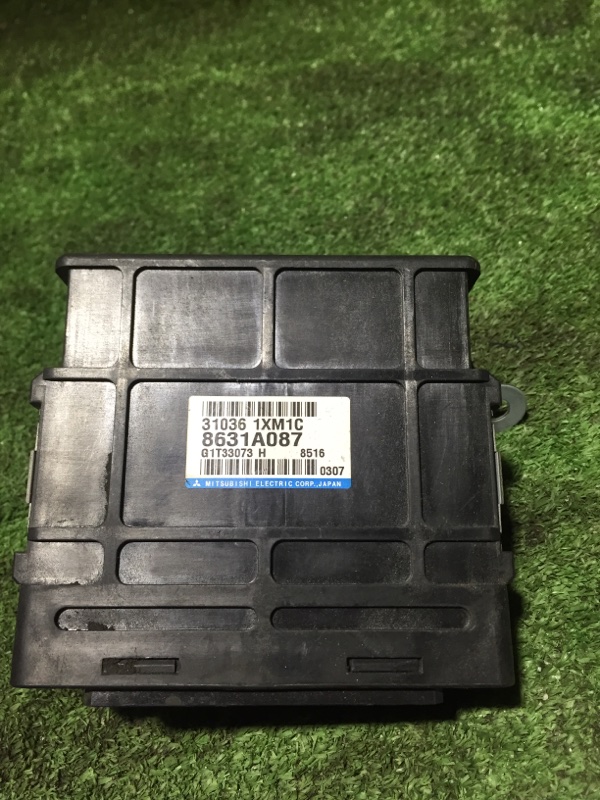 31036 1XM1C
8631A087
G1T33073 H 8516
0307
MITSUBISHI ELECTRIC CORP., JAPAN